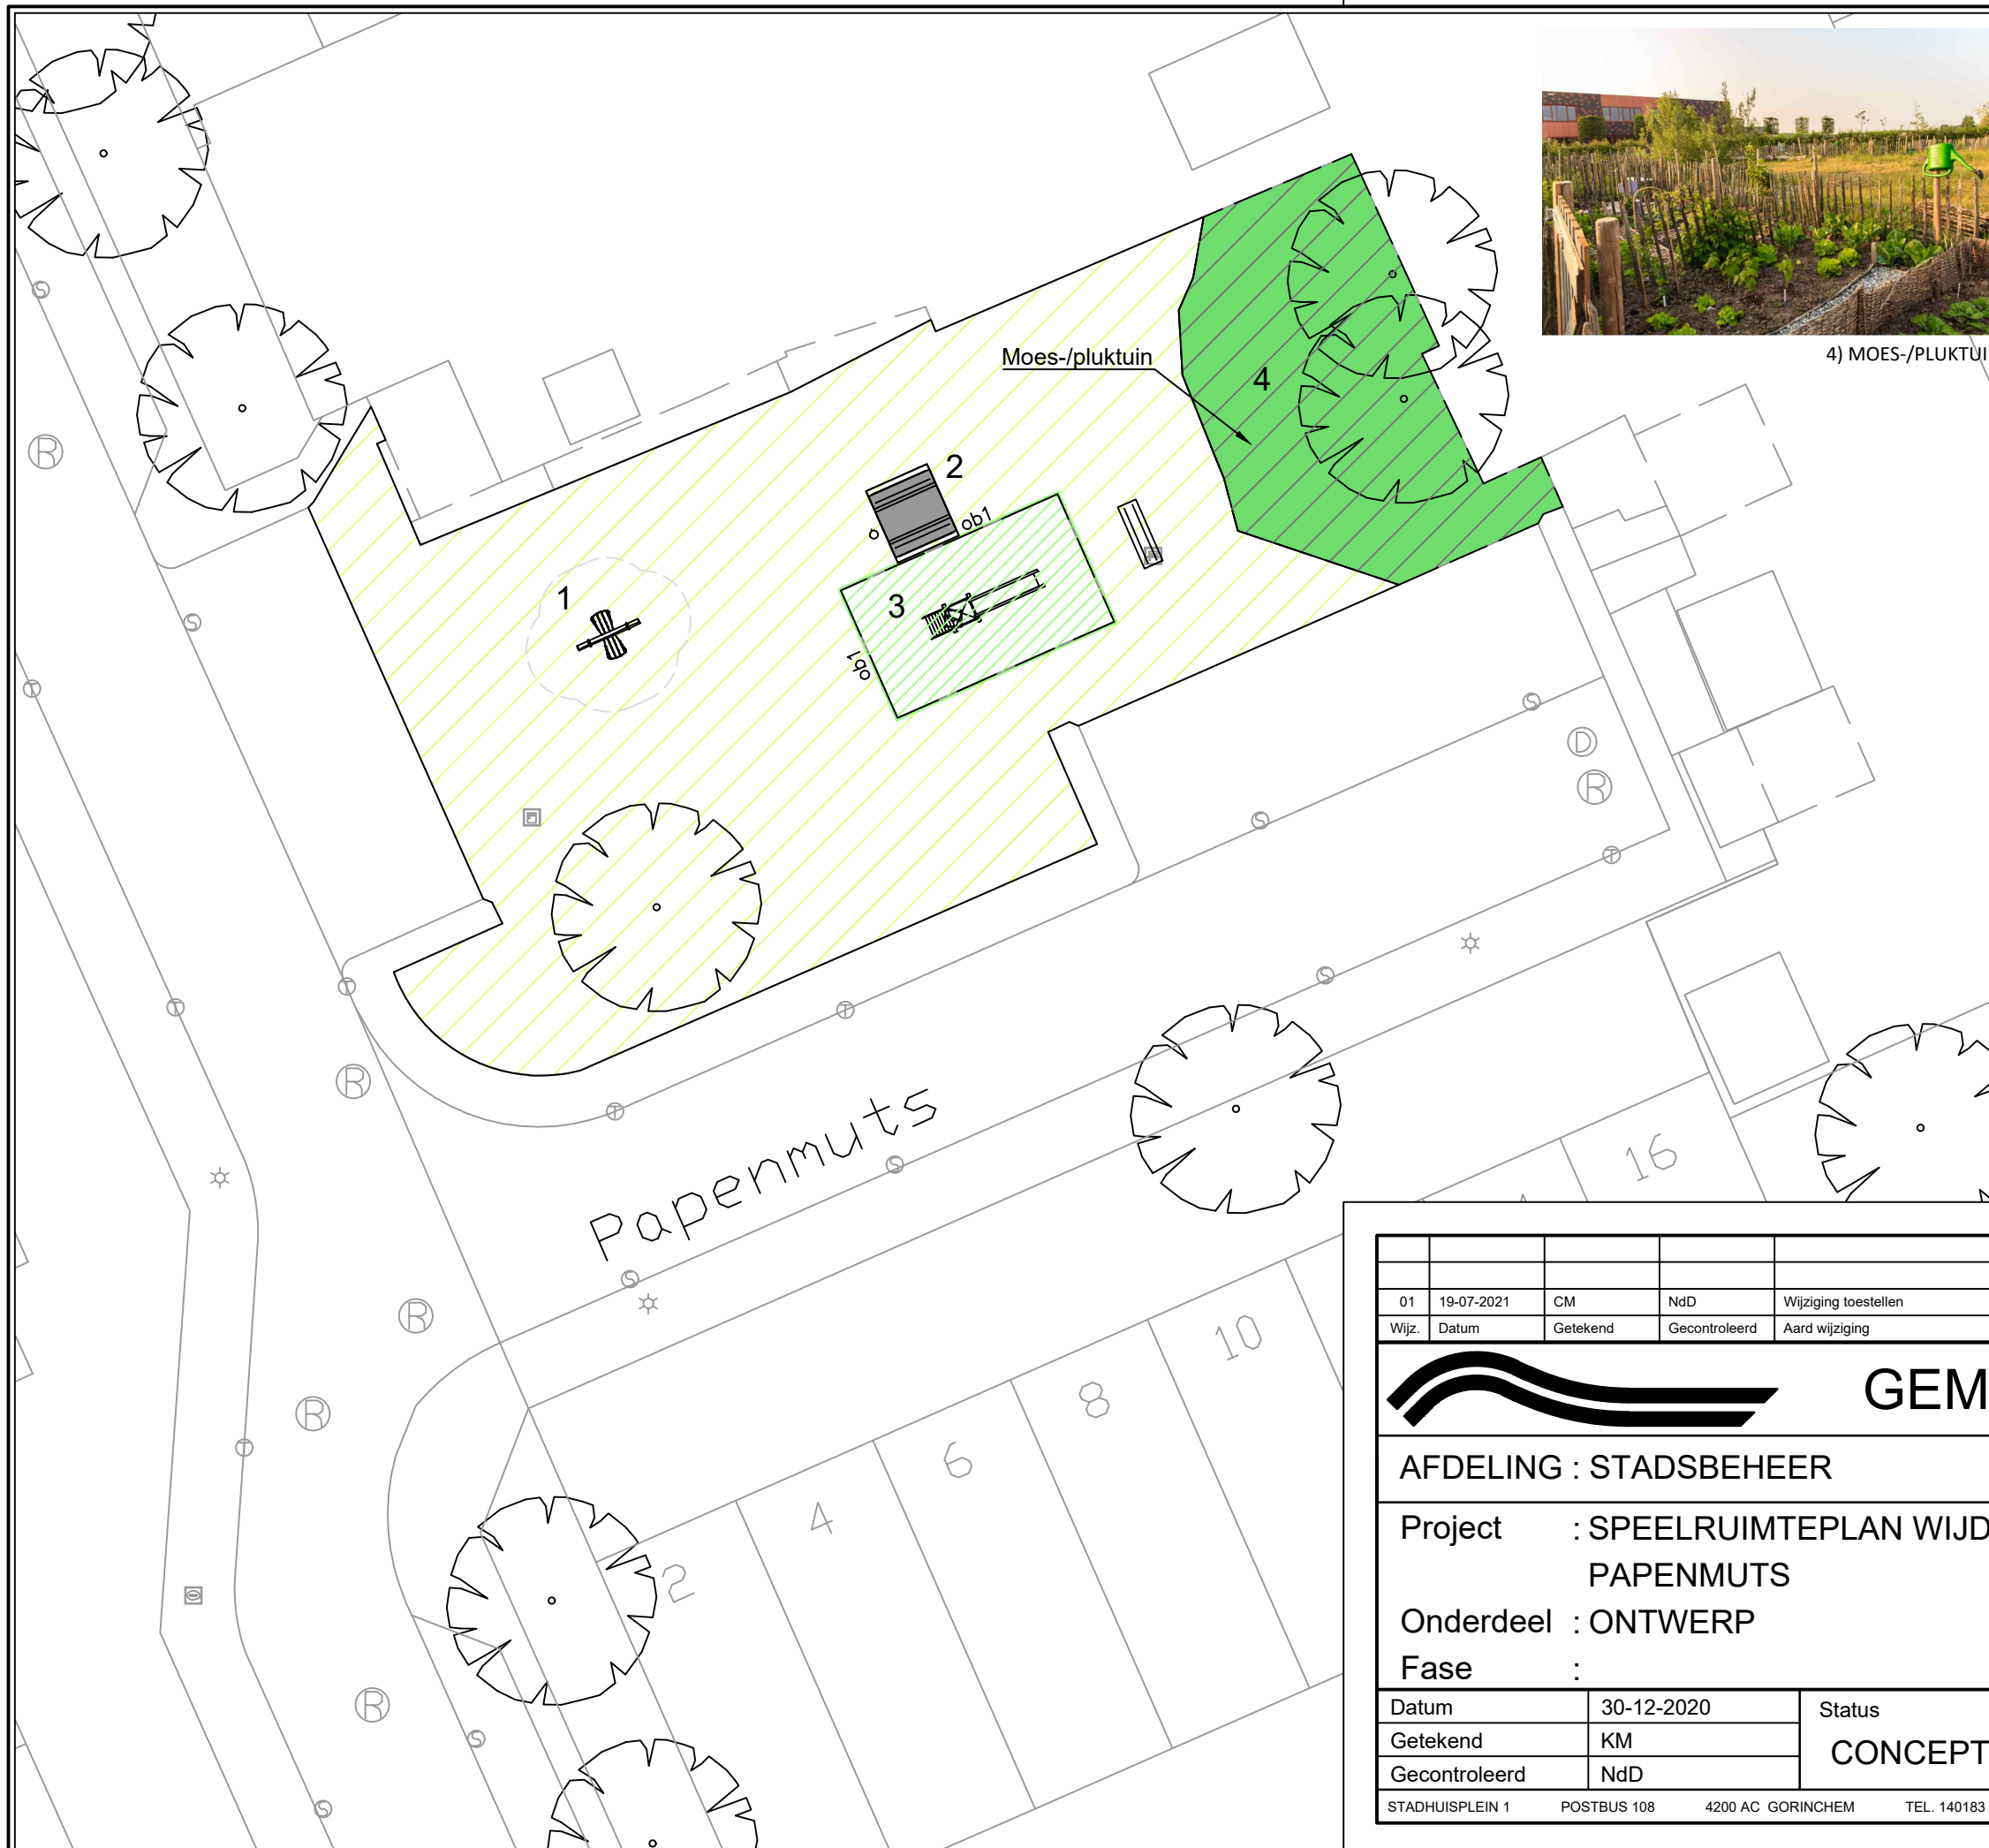 4) MOES-/PLUKTUI
Moes-/pluktuin
4
2
ob1
1
3
ob1
S
R
S
T
S
D
R
S
T
T
T
T
S
R
T
Papenmuts
S
16
S
R
10
R
8
T
6
4
2
R
S
S
01 19-07-2021 CM NdD Wijziging toestellen
Wijz. Datum Getekend Gecontroleerd Aard wijziging
GEM
AFDELING : STADSBEHEER
Project : SPEELRUIMTEPLAN WIJD
PAPENMUTS
Onderdeel : ONTWERP
Fase :
Datum 30-12-2020 Status
Getekend KM CONCEPT
Gecontroleerd NdD
STADHUISPLEIN 1 POSTBUS 108 4200 AC GORINCHEM TEL. 140183